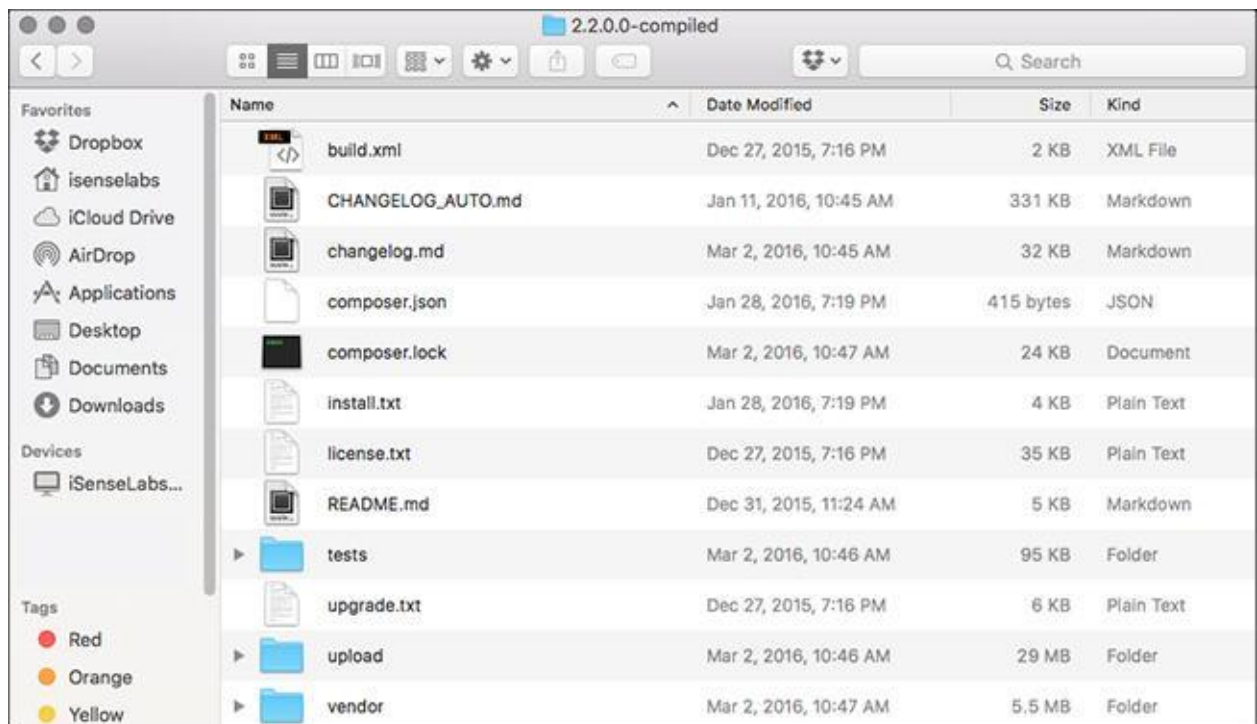 2.2.0.0-compiled
Search
Favorites
Dropbox
isenselabs
iCloud Drive
AirDrop
Applications
Desktop
Documents
Downloads
Devices
iSenseLabs...
Tags
Red
Orange
Yellow
Name Date Modified Size Kind
build.xml Dec 27, 2015, 7:16 PM 2 KB XML File
CHANGELOG_AUTO.md Jan 11, 2016, 10:45 AM 331 KB Markdown
changelog.md Mar 2, 2016, 10:45 AM 32 KB Markdown
composer.json Jan 28, 2016, 7:19 PM 415 bytes JSON
composer.lock Mar 2, 2016, 10:47 AM 24 KB Document
install.txt Jan 28, 2016, 7:19 PM 4 KB Plain Text
license.txt Dec 27, 2015, 7:16 PM 35 KB Plain Text
README.md Dec 31, 2015, 11:24 AM 5 KB Markdown
tests Mar 2, 2016, 10:46 AM 95 KB Folder
upgrade.txt Dec 27, 2015, 7:16 PM 6 KB Plain Text
upload Mar 2, 2016, 10:46 AM 29 MB Folder
vendor Mar 2, 2016, 10:47 AM 5.5 MB Folder